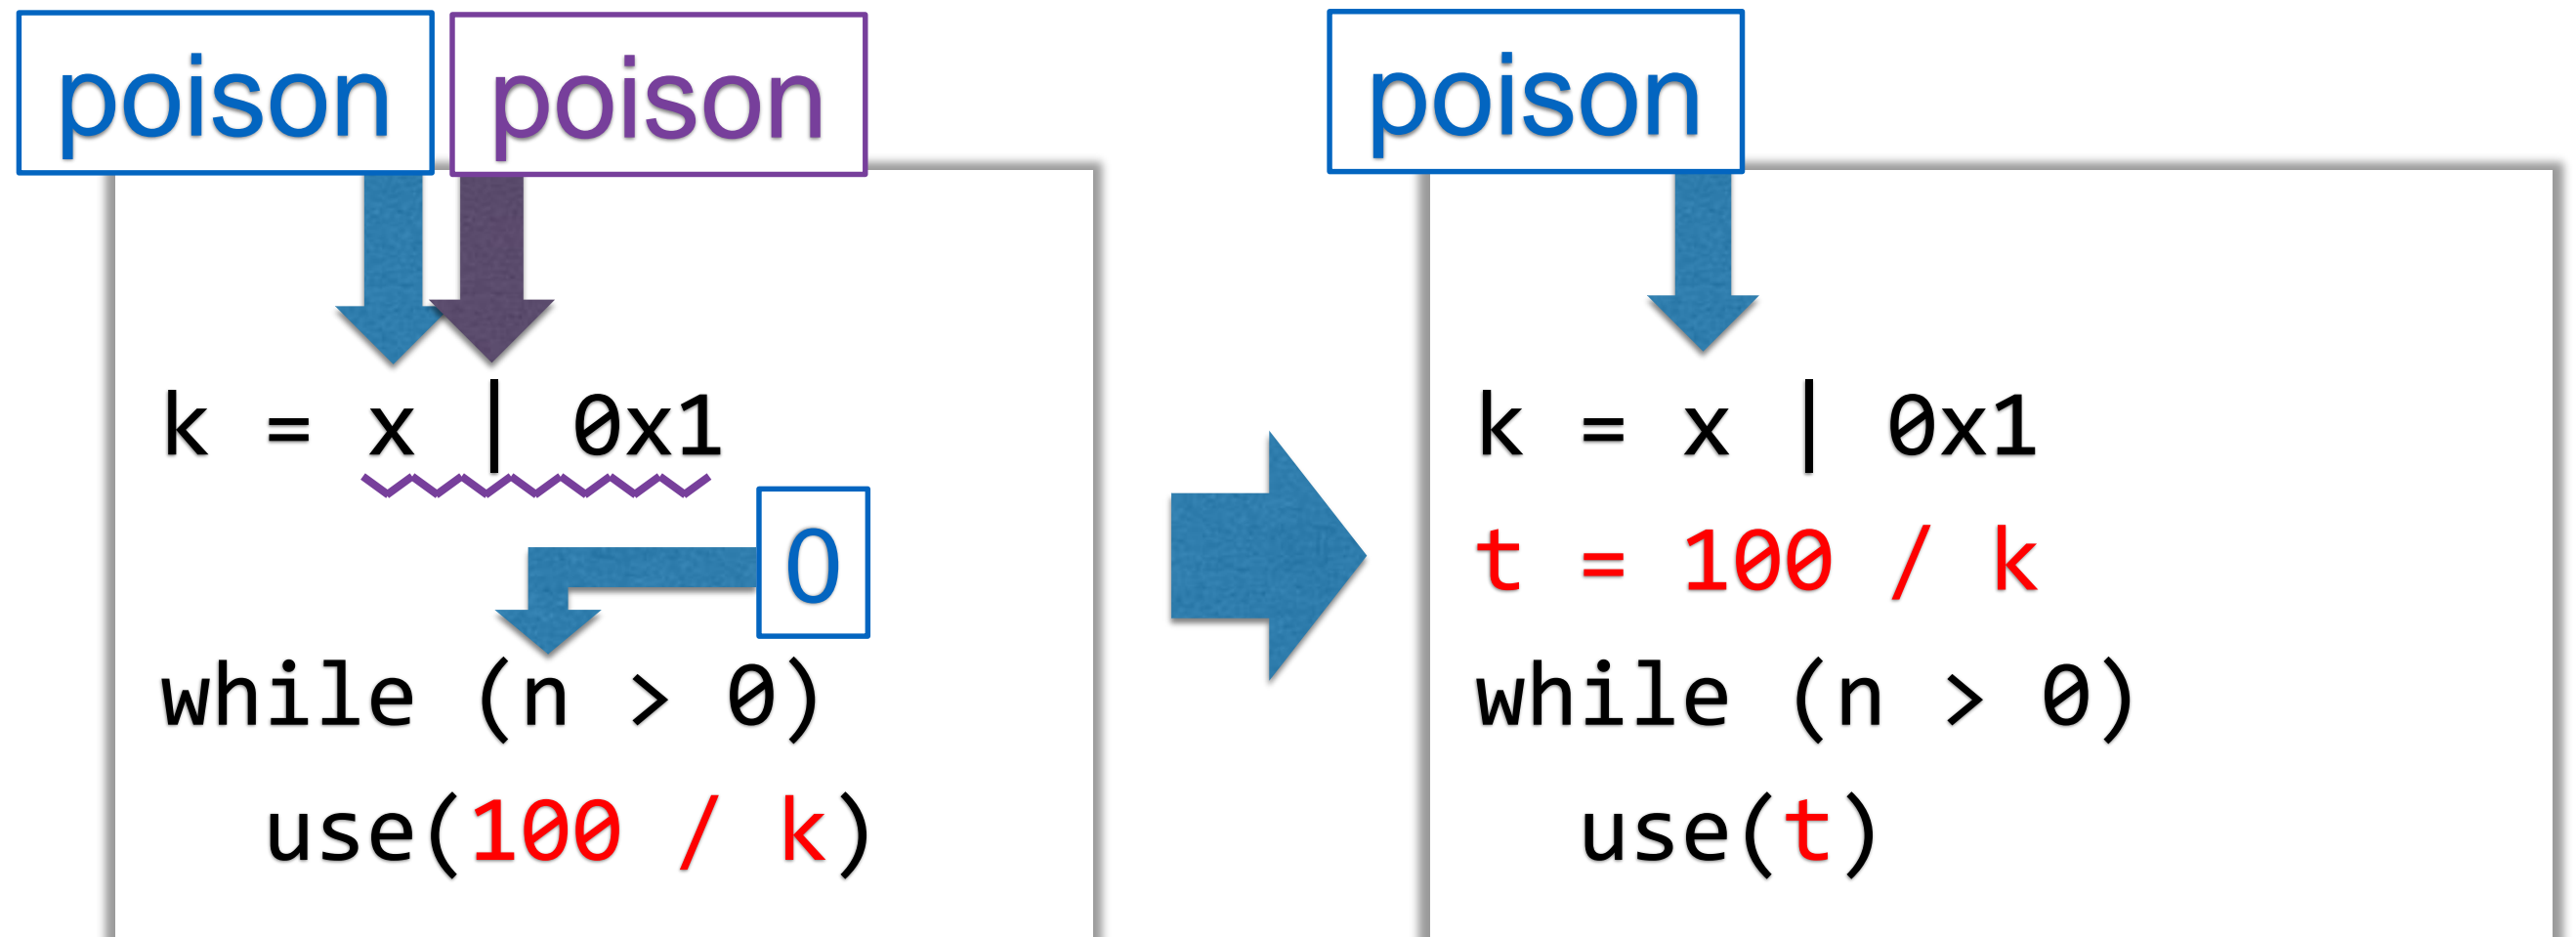 poison poison
k = x | 0x1
0
while (n > 0)
use(100 / k)
poison
k = x | 0x1
t = 100 / k
while (n > 0)
use(t)